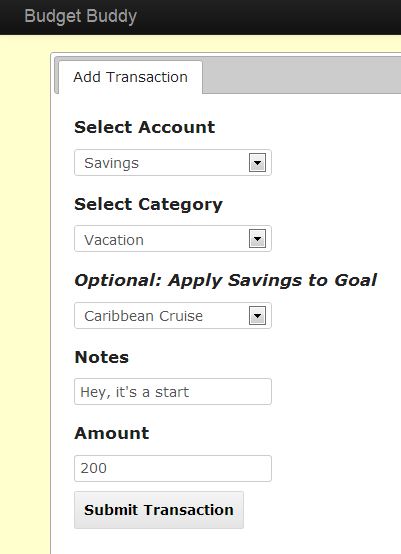 Budget Buddy
Add Transaction
Select Account
Savings
Select Category
Vacation
Optional: Apply Savings to Goal
Caribbean Cruise
Notes
Hey, it's a start
Amount
200
Submit Transaction